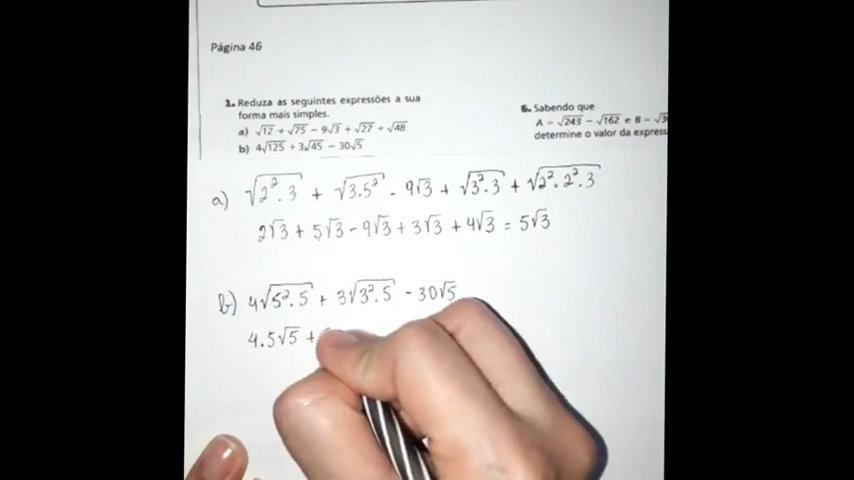 Página 46
1. Reduza as seguintes expressões a sua
forma mais simples.
a) √12 + √75 − 9√3 + √27 + √48
b) 4√125 + 3√45 − 30√5
6. Sabendo que
A = √243 − √162 e B = √3
determine o valor da express
a) √2².3 + √3.5² - 9√3 + √3².3 + √2².2².3
2√3 + 5√3 - 9√3 + 3√3 + 4√3 = 5√3
b) 4√5².5 + 3√3².5 - 30√5
4.5√5 +